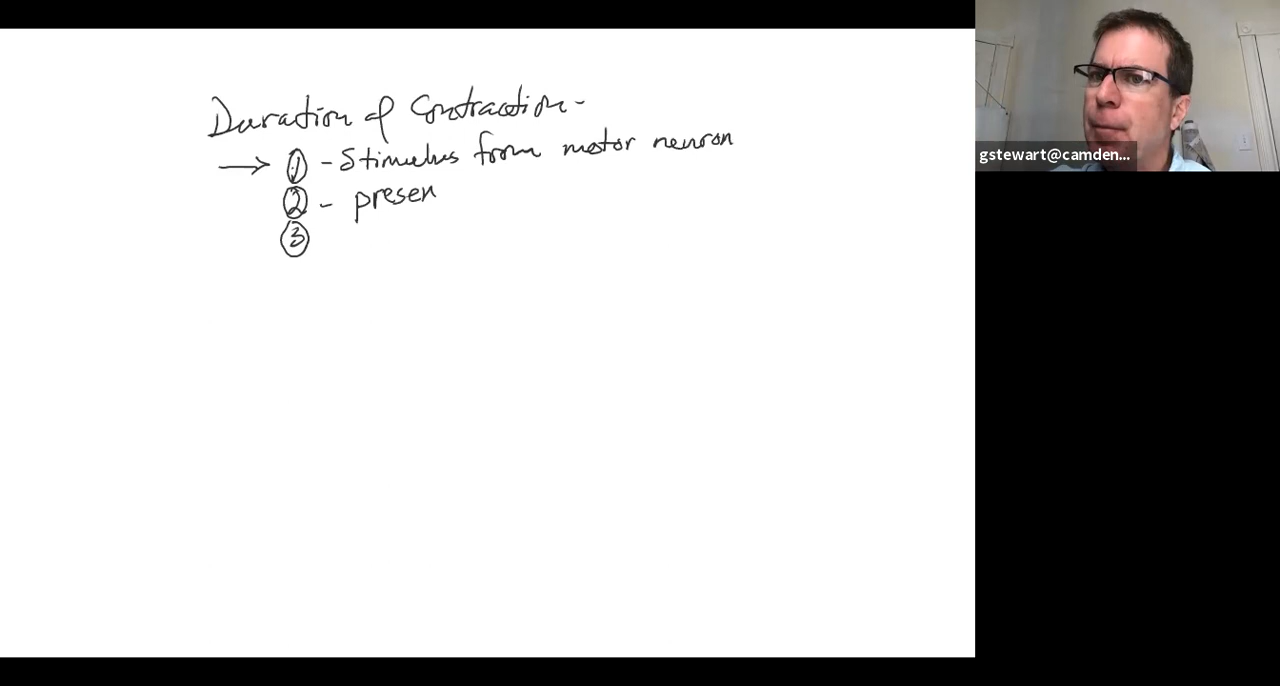 Duration of Contraction-
→ ① - Stimulus from motor neuron
② - presen
③
gstewart@camden...